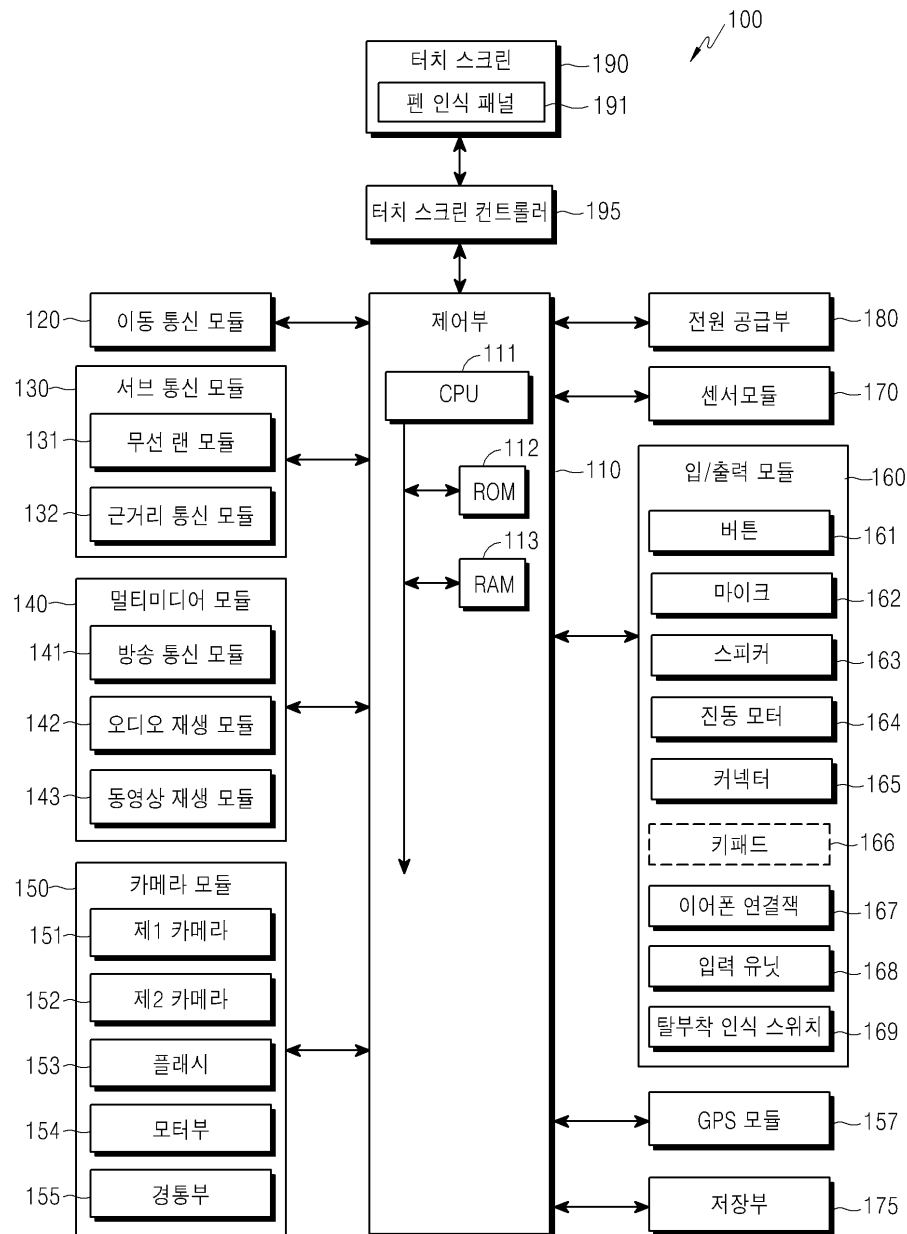 100
터치 스크린
190
펜 인식 패널
191
터치 스크린 컨트롤러
195
120
이동 통신 모듈
130
서브 통신 모듈
131
무선 랜 모듈
132
근거리 통신 모듈
140
멀티미디어 모듈
141
방송 통신 모듈
142
오디오 재생 모듈
143
동영상 재생 모듈
150
카메라 모듈
151
제1 카메라
152
제2 카메라
153
플래시
154
모터부
155
경통부
제어부
111
CPU
112
ROM
113
RAM
110
전원 공급부
180
센서모듈
170
입/출력 모듈
160
버튼
161
마이크
162
스피커
163
진동 모터
164
커넥터
165
키패드
166
이어폰 연결잭
167
입력 유닛
168
탈부착 인식 스위치
169
GPS 모듈
157
저장부
175